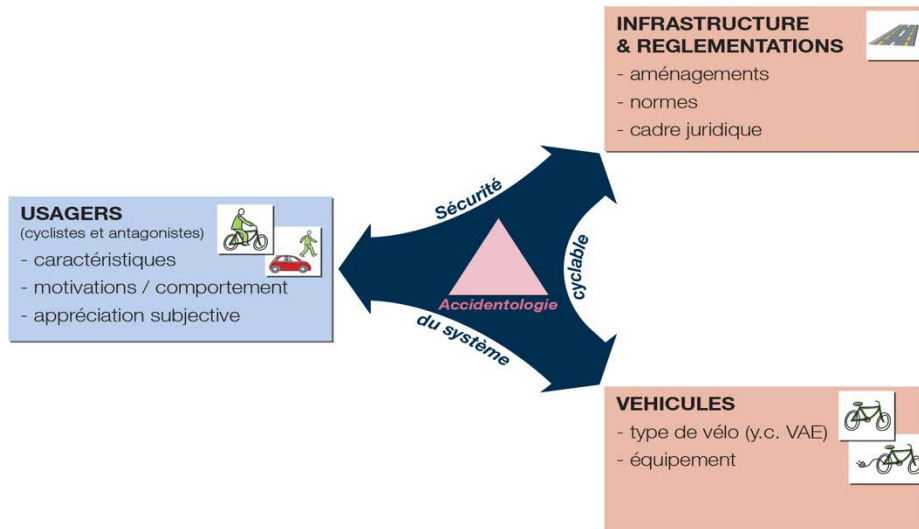 INFRASTRUCTURE
& REGLEMENTATIONS
- aménagements
- normes
- cadre juridique
USAGERS
(cyclistes et antagonistes)
- caractéristiques
- motivations / comportement
- appréciation subjective
Sécurité
du système
cyclable
Accidentologie
VEHICULES
- type de vélo (y.c. VAE)
- équipement